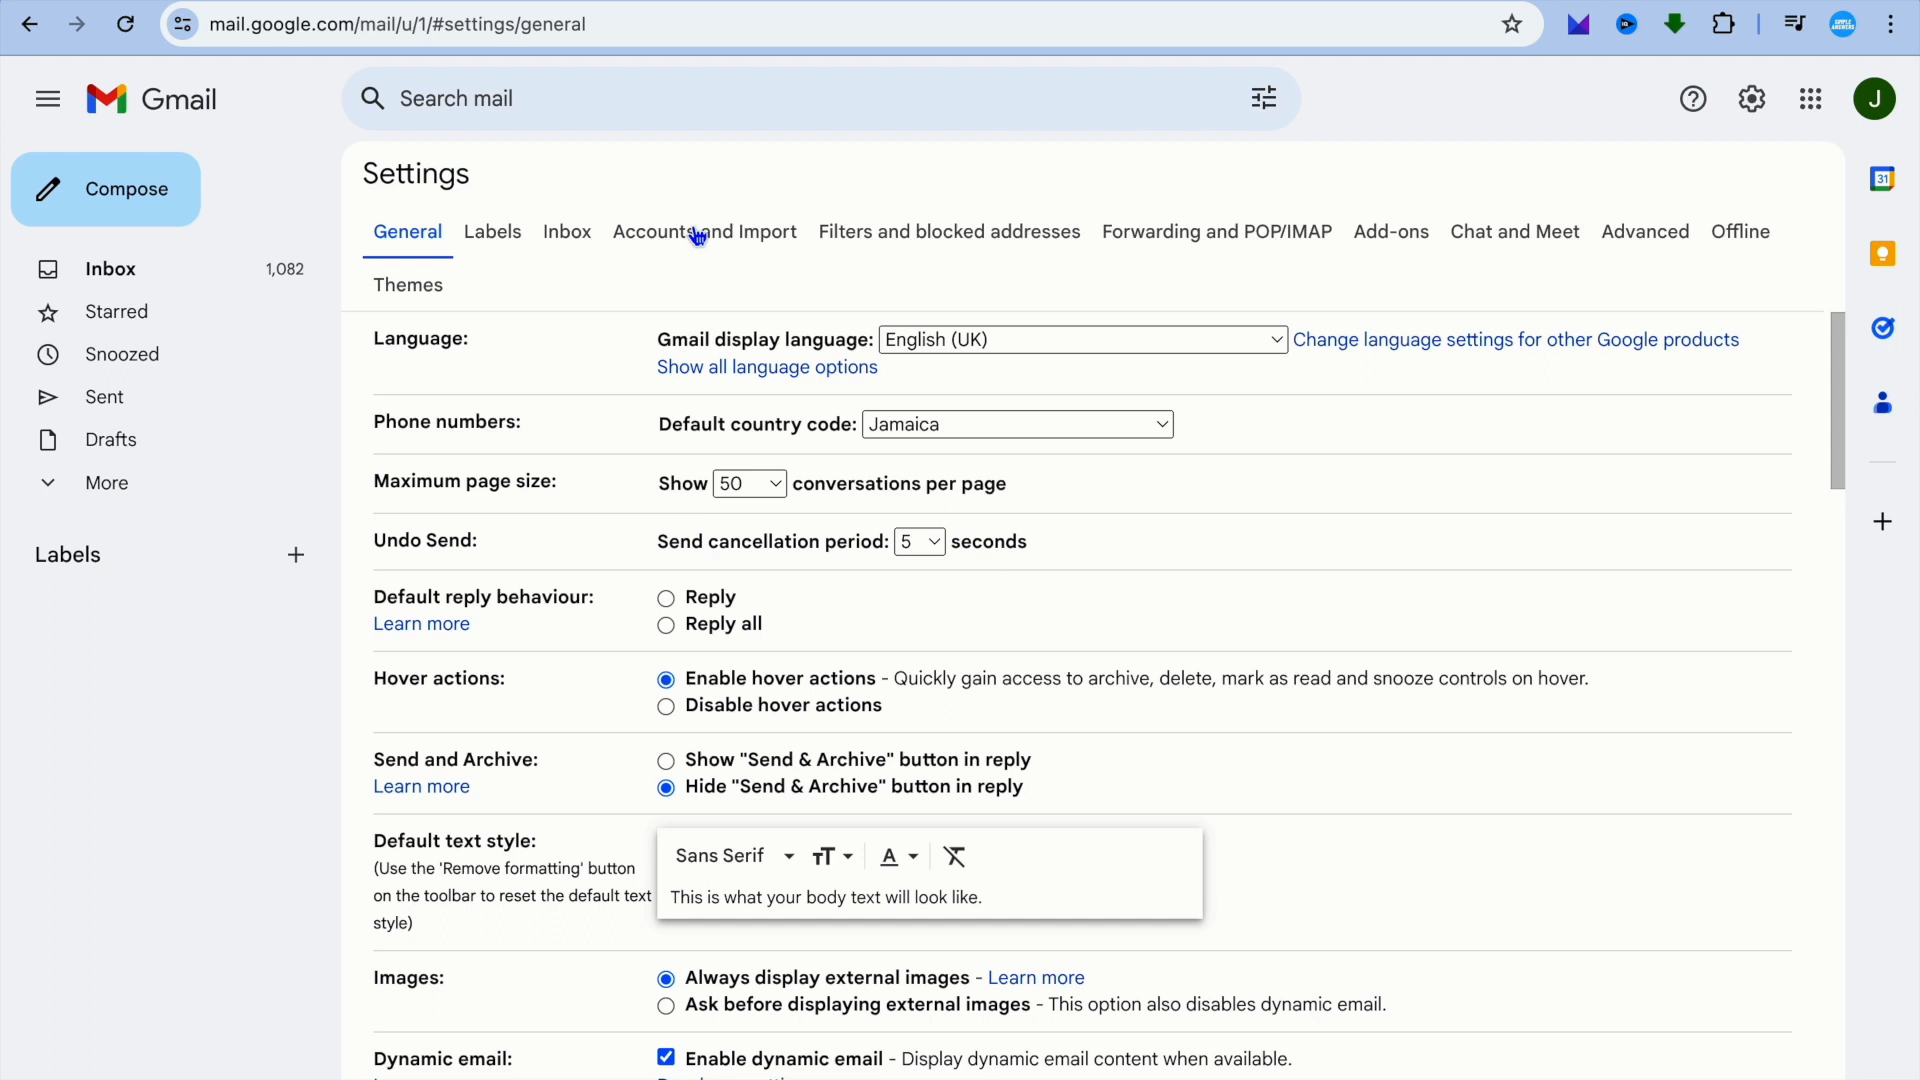 mail.google.com/mail/u/1/#settings/general
Gmail
Search mail
J
Compose
Inbox 1,082
Starred
Snoozed
Sent
Drafts
More
Labels
Settings
General Labels Inbox Accounts and Import Filters and blocked addresses Forwarding and POP/IMAP Add-ons Chat and Meet Advanced Offline
Themes
Language: Gmail display language: English (UK) Change language settings for other Google products
Show all language options
Phone numbers: Default country code: Jamaica
Maximum page size: Show 50 conversations per page
Undo Send: Send cancellation period: 5 seconds
Default reply behaviour: Reply
Learn more Reply all
Hover actions: Enable hover actions - Quickly gain access to archive, delete, mark as read and snooze controls on hover.
Disable hover actions
Send and Archive: Show "Send & Archive" button in reply
Learn more Hide "Send & Archive" button in reply
Default text style:
(Use the 'Remove formatting' button
on the toolbar to reset the default text
style)
Sans Serif
This is what your body text will look like.
Images: Always display external images - Learn more
Ask before displaying external images - This option also disables dynamic email.
Dynamic email: Enable dynamic email - Display dynamic email content when available.
31